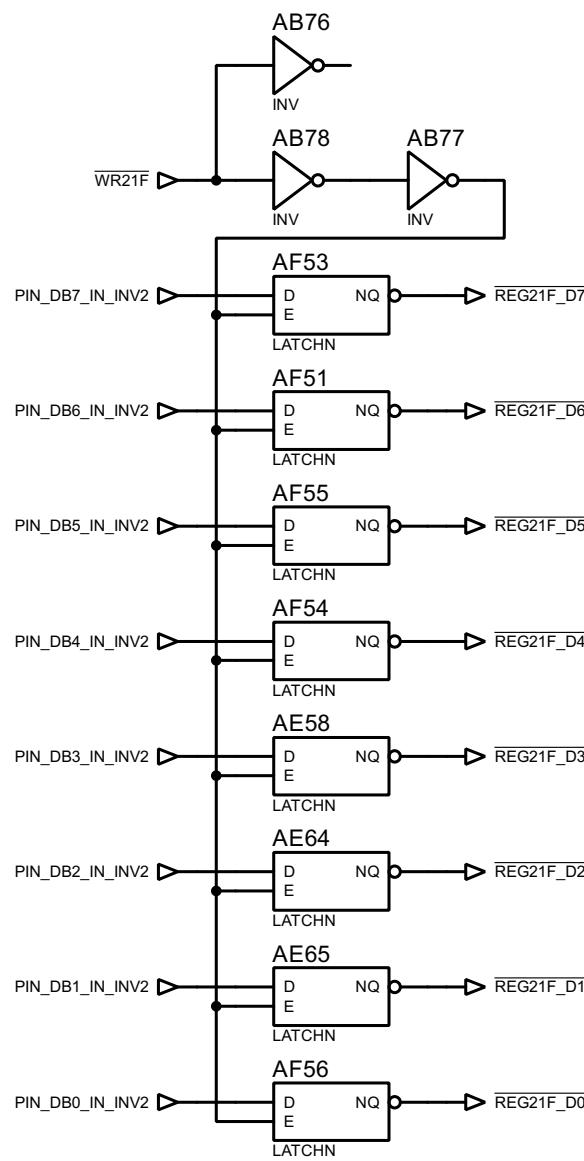 AB76
INV
AB78 AB77
WR21F
INV INV
AF53
PIN_DB7_IN_INV2 D NQ REG21F_D7
E
LATCHN
AF51
PIN_DB6_IN_INV2 D NQ REG21F_D6
E
LATCHN
AF55
PIN_DB5_IN_INV2 D NQ REG21F_D5
E
LATCHN
AF54
PIN_DB4_IN_INV2 D NQ REG21F_D4
E
LATCHN
AE58
PIN_DB3_IN_INV2 D NQ REG21F_D3
E
LATCHN
AE64
PIN_DB2_IN_INV2 D NQ REG21F_D2
E
LATCHN
AE65
PIN_DB1_IN_INV2 D NQ REG21F_D1
E
LATCHN
AF56
PIN_DB0_IN_INV2 D NQ REG21F_D0
E
LATCHN